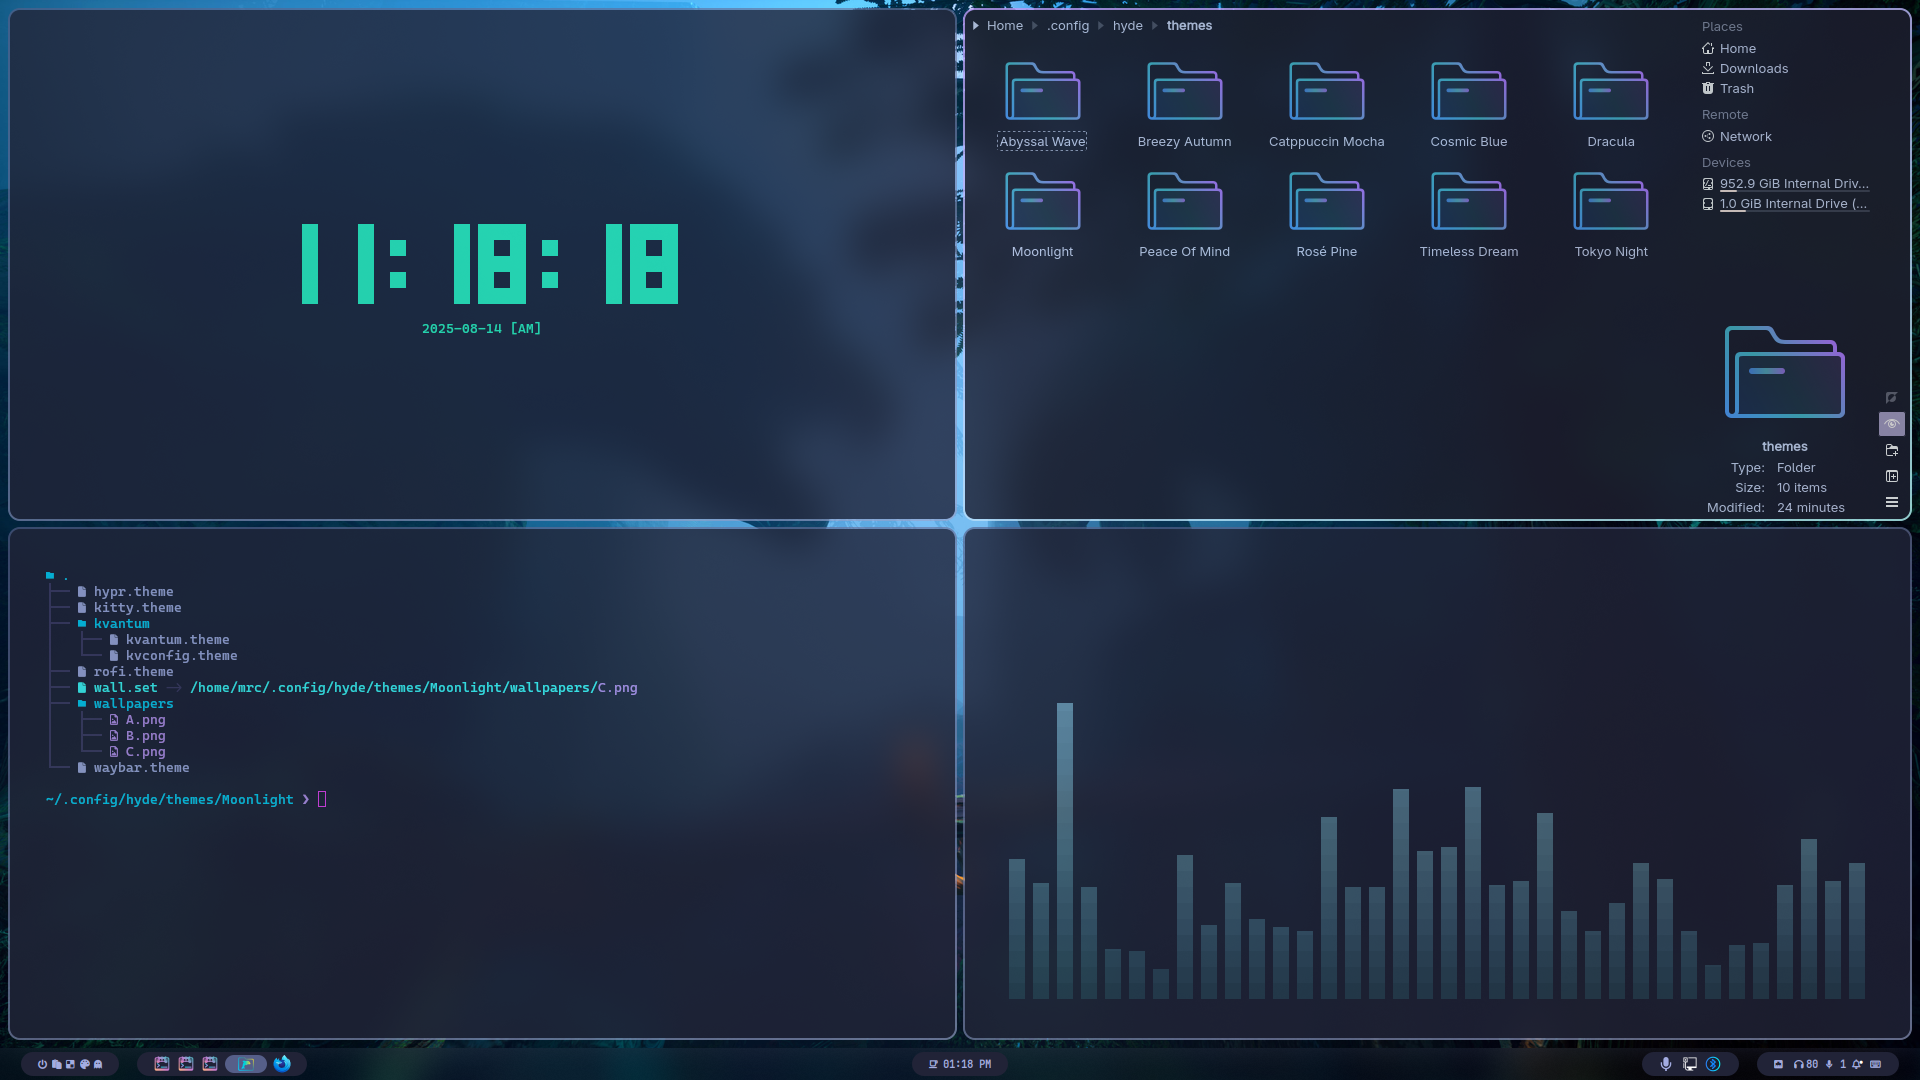 11:18:18
2025-08-14 [AM]
Home .config hyde themes
Abyssal Wave
Breezy Autumn
Catppuccin Mocha
Cosmic Blue
Dracula
Moonlight
Peace Of Mind
Rosé Pine
Timeless Dream
Tokyo Night
Places
Home
Downloads
Trash
Remote
Network
Devices
952.9 GiB Internal Driv...
1.0 GiB Internal Drive (...
themes
Type: Folder
Size: 10 items
Modified: 24 minutes
.
hypr.theme
kitty.theme
kvantum
kvantum.theme
kvconfig.theme
rofi.theme
wall.set → /home/mrc/.config/hyde/themes/Moonlight/wallpapers/C.png
wallpapers
A.png
B.png
C.png
waybar.theme
~/.config/hyde/themes/Moonlight ❯
01:18 PM
80
1